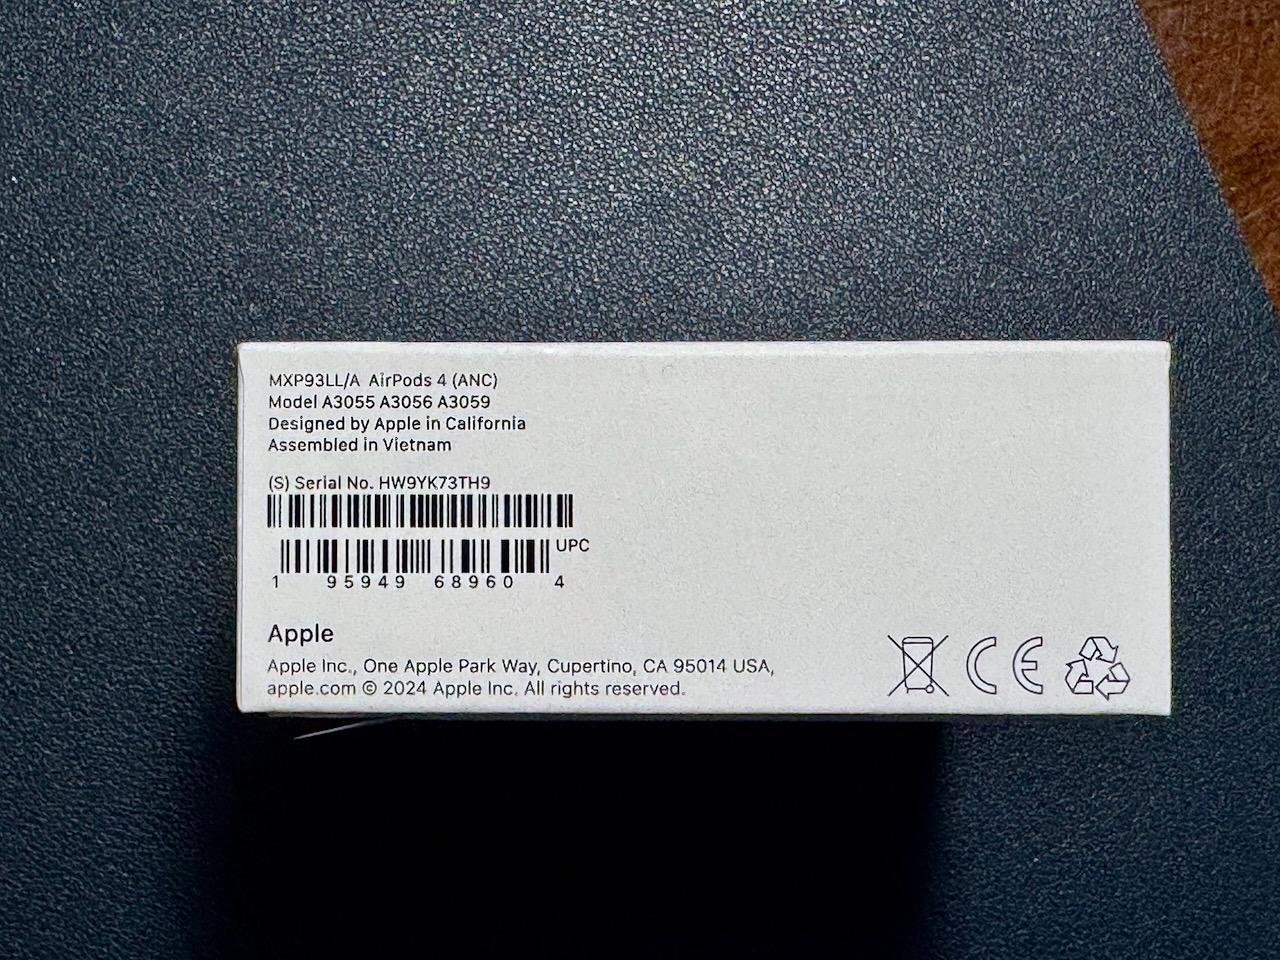 MXP93LL/A AirPods 4 (ANC)
Model A3055 A3056 A3059
Designed by Apple in California
Assembled in Vietnam
(S) Serial No. HW9YK73TH9
UPC
1 95949 68960 4
Apple
Apple Inc., One Apple Park Way, Cupertino, CA 95014 USA,
apple.com © 2024 Apple Inc. All rights reserved.
CE